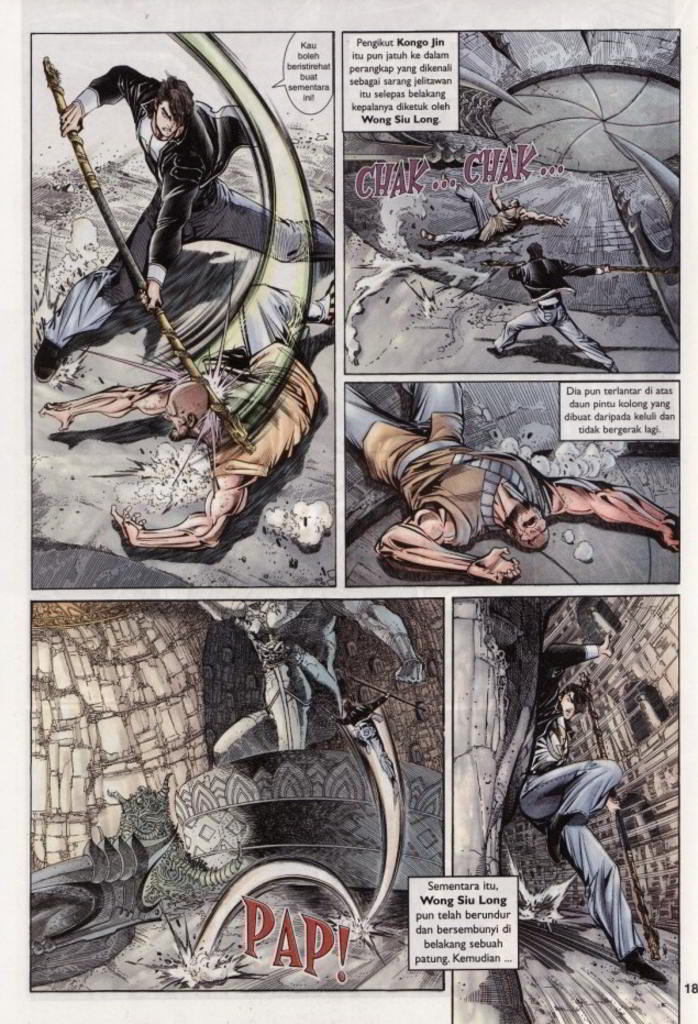 Kau
boleh
beristirehat
buat
sementara
ini!
Pengikut Kongo Jin
itu pun jatuh ke dalam
perangkap yang dikenali
sebagai sarang jelitawan
itu selepas belakang
kepalanya diketuk oleh
Wong Siu Long.
CHAK... CHAK...
Dia pun terlantar di atas
daun pintu kolong yang
dibuat daripada keluli dan
tidak bergerak lagi.
PAP!
Sementara itu,
Wong Siu Long
pun telah berundur
dan bersembunyi di
belakang sebuah
patung. Kemudian ...
18